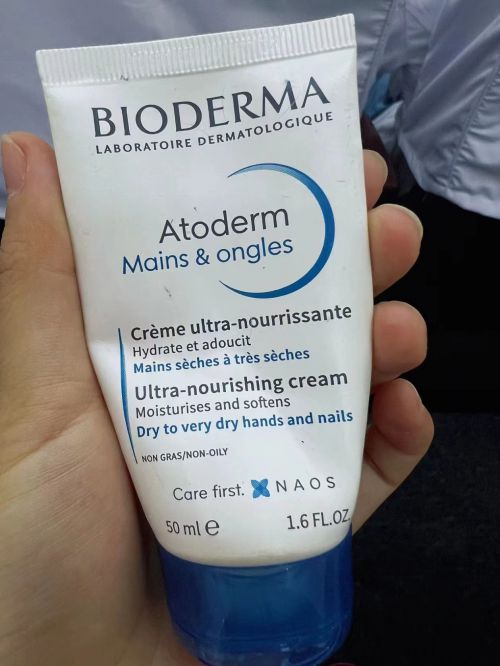 BIODERMA
LABORATOIRE DERMATOLOGIQUE
Atoderm
Mains & ongles
Crème ultra-nourrissante
Hydrate et adoucit
Mains sèches à très sèches
Ultra-nourishing cream
Moisturises and softens
Dry to very dry hands and nails
NON GRAS/NON-OILY
Care first. NAOS
50 ml e 1.6 FL.OZ.